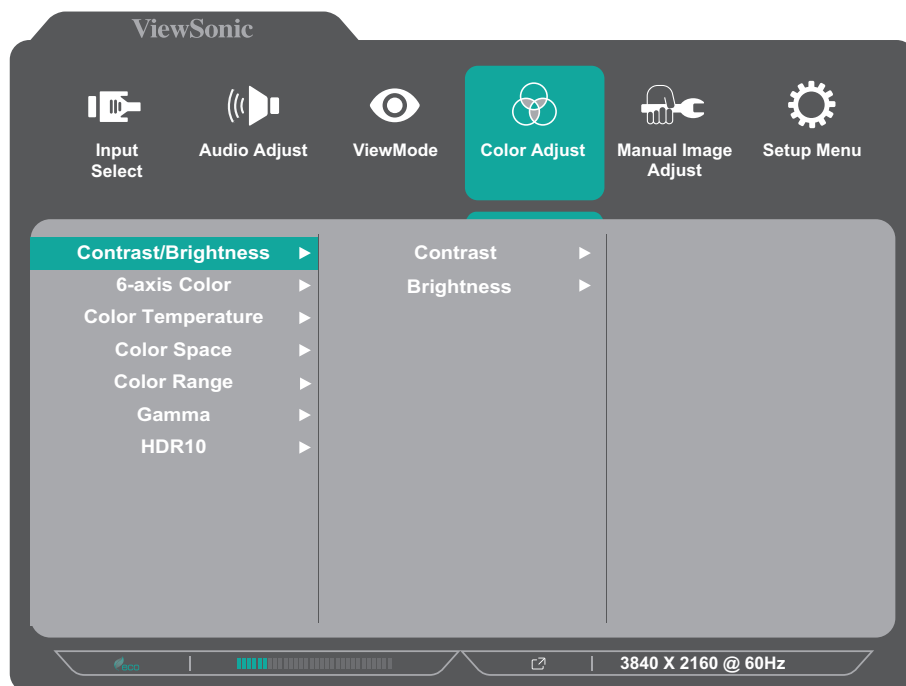 ViewSonic
Input
Select
Audio Adjust
ViewMode
Color Adjust
Manual Image
Adjust
Setup Menu
Contrast/Brightness
6-axis Color
Color Temperature
Color Space
Color Range
Gamma
HDR10
Contrast
Brightness
eco
3840 X 2160 @ 60Hz